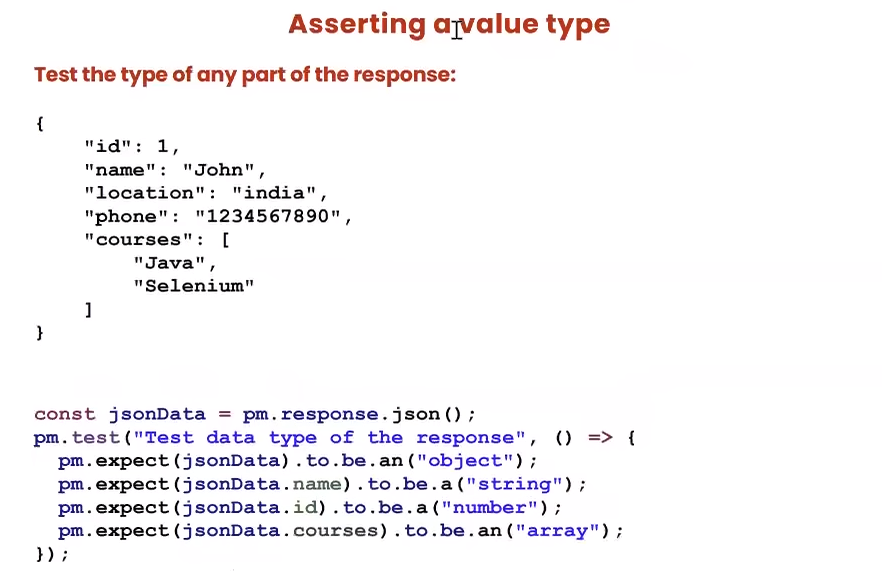 Asserting a value type
Test the type of any part of the response:
{
    "id": 1,
    "name": "John",
    "location": "india",
    "phone": "1234567890",
    "courses": [
        "Java",
        "Selenium"
    ]
}
const jsonData = pm.response.json();
pm.test("Test data type of the response", () => {
  pm.expect(jsonData).to.be.an("object");
  pm.expect(jsonData.name).to.be.a("string");
  pm.expect(jsonData.id).to.be.a("number");
  pm.expect(jsonData.courses).to.be.an("array");
});